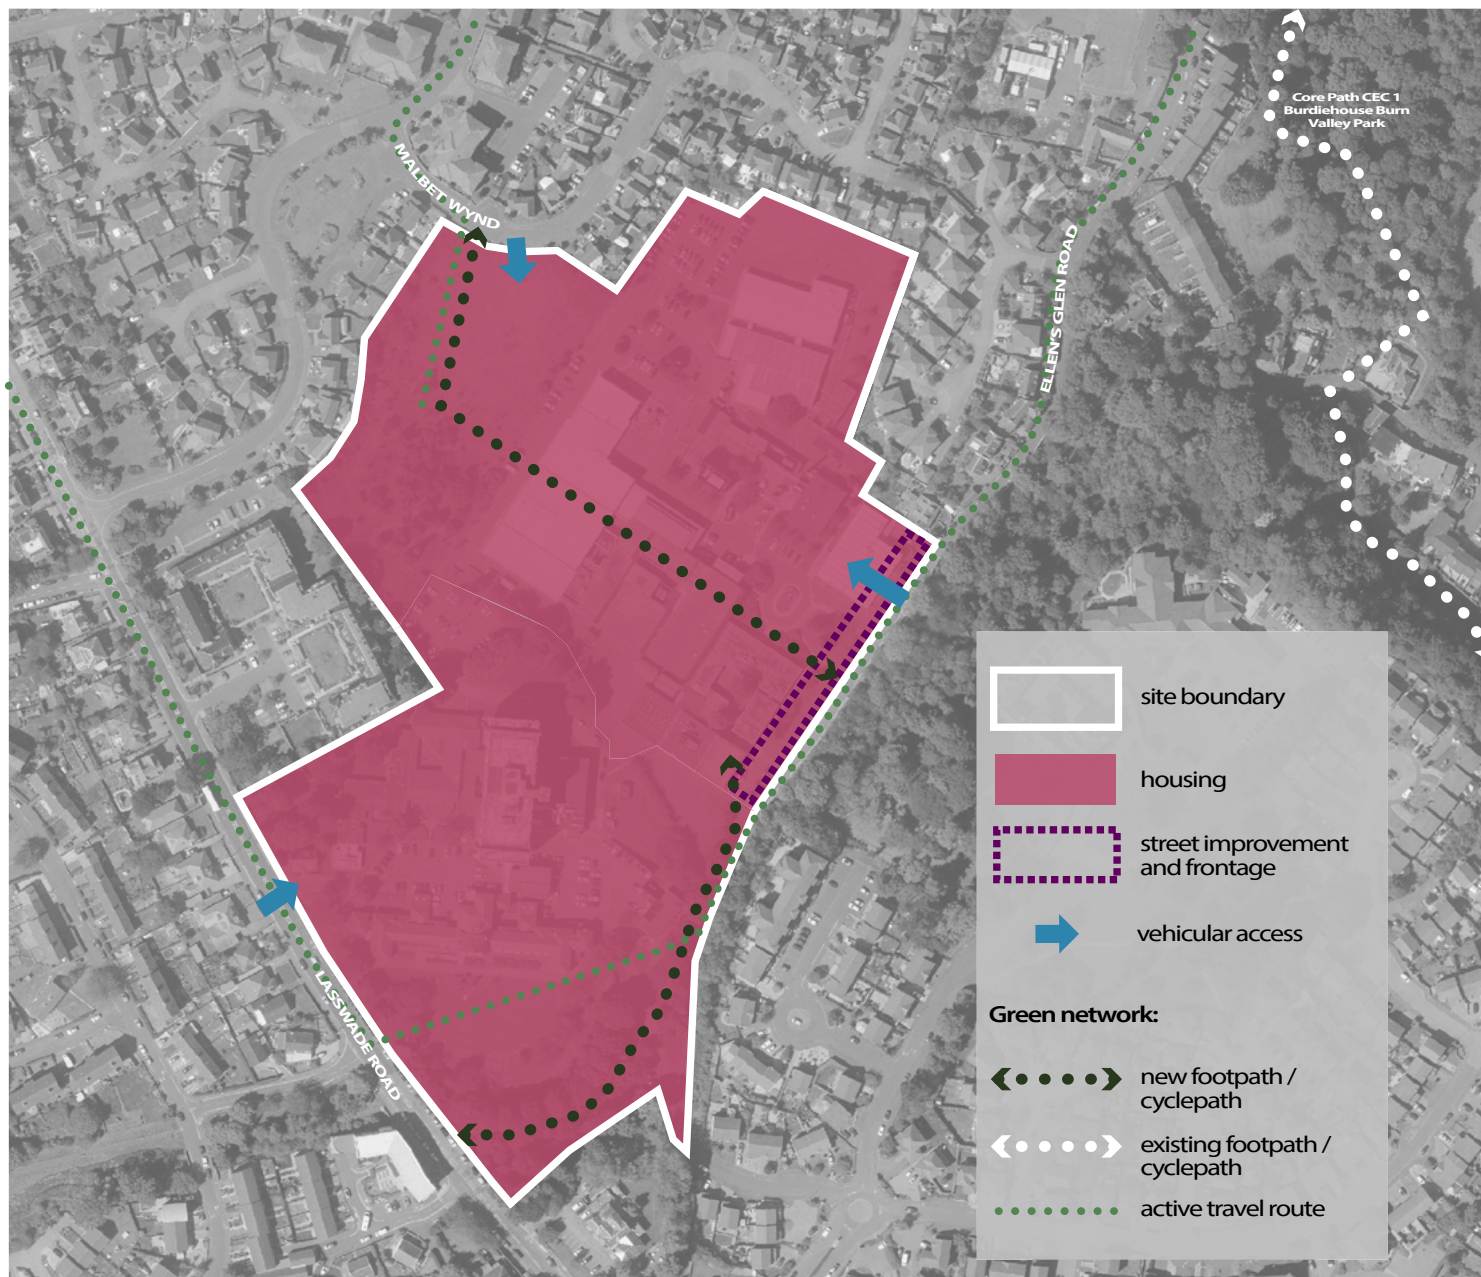 Core Path CEC 1
Burdiehouse Burn
Valley Park
MALBET WYND
ELLEN'S GLEN ROAD
LASSWADE ROAD
site boundary
housing
street improvement
and frontage
vehicular access
Green network:
new footpath /
cyclepath
existing footpath /
cyclepath
active travel route